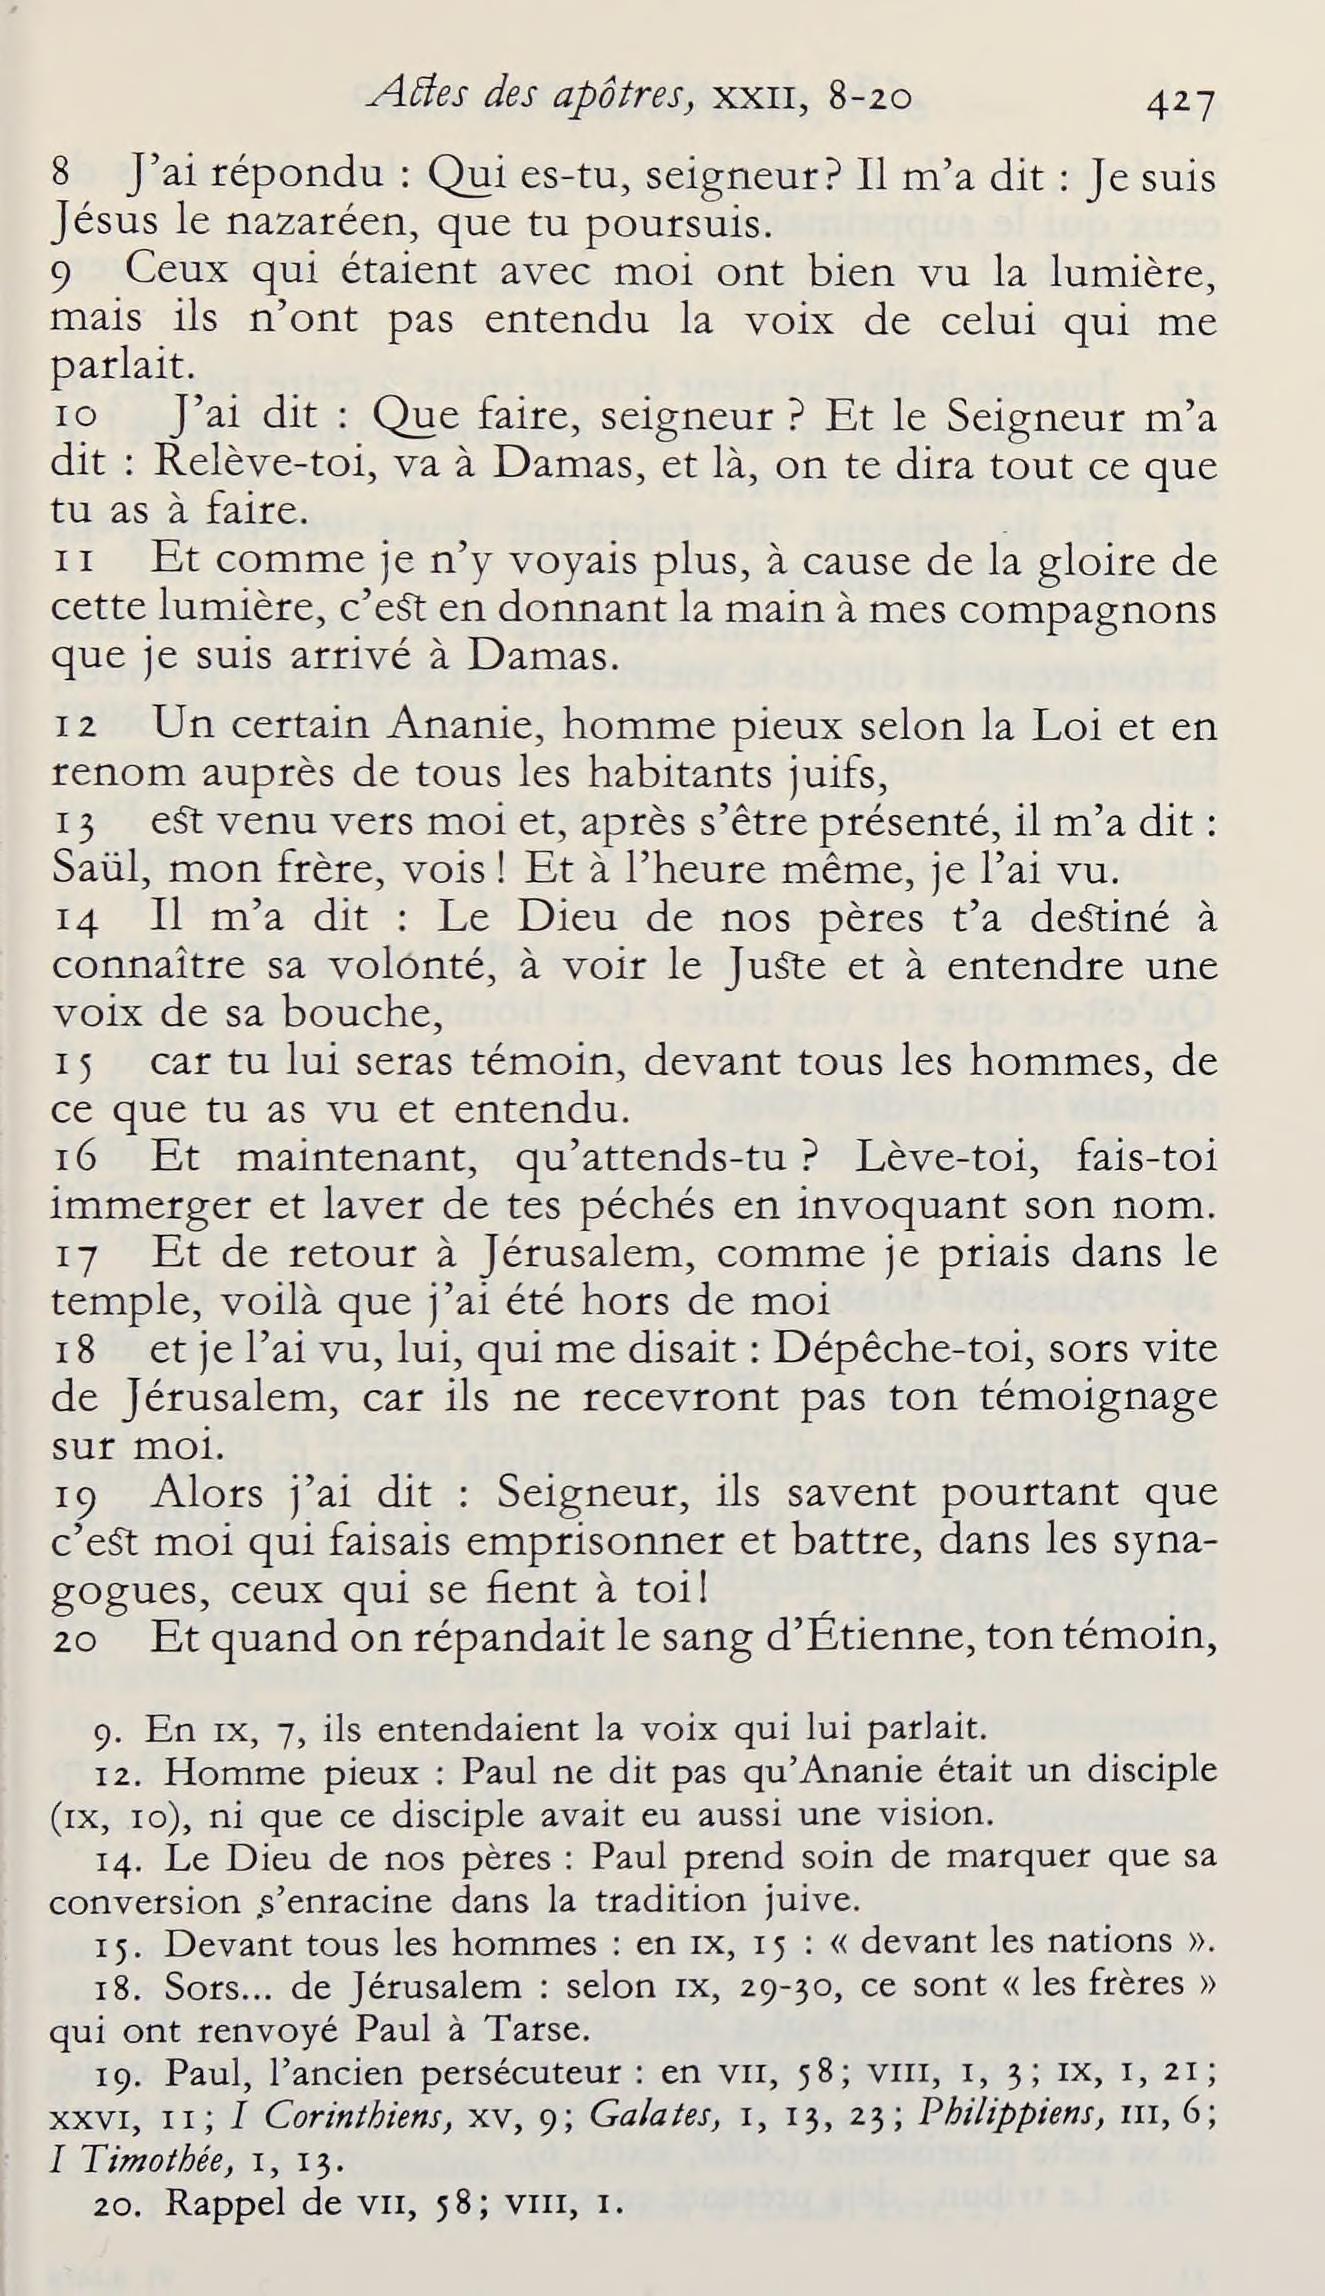 Actes des apôtres, XXII, 8-20 427
8 J’ai répondu : Qui es-tu, seigneur? Il m’a dit : Je suis
Jésus le nazaréen, que tu poursuis.
9 Ceux qui étaient avec moi ont bien vu la lumière,
mais ils n’ont pas entendu la voix de celui qui me
parlait.
10 J’ai dit : Que faire, seigneur ? Et le Seigneur m’a
dit : Relève-toi, va à Damas, et là, on te dira tout ce que
tu as à faire.
11 Et comme je n’y voyais plus, à cause de la gloire de
cette lumière, c’est en donnant la main à mes compagnons
que je suis arrivé à Damas.
12 Un certain Ananie, homme pieux selon la Loi et en
renom auprès de tous les habitants juifs,
13 est venu vers moi et, après s’être présenté, il m’a dit :
Saül, mon frère, vois ! Et à l’heure même, je l’ai vu.
14 Il m’a dit : Le Dieu de nos pères t’a destiné à
connaître sa volonté, à voir le Juste et à entendre une
voix de sa bouche,
15 car tu lui seras témoin, devant tous les hommes, de
ce que tu as vu et entendu.
16 Et maintenant, qu’attends-tu ? Lève-toi, fais-toi
immerger et laver de tes péchés en invoquant son nom.
17 Et de retour à Jérusalem, comme je priais dans le
temple, voilà que j’ai été hors de moi
18 et je l’ai vu, lui, qui me disait : Dépêche-toi, sors vite
de Jérusalem, car ils ne recevront pas ton témoignage
sur moi.
19 Alors j’ai dit : Seigneur, ils savent pourtant que
c’est moi qui faisais emprisonner et battre, dans les syna-
gogues, ceux qui se fient à toi!
20 Et quand on répandait le sang d’Étienne, ton témoin,
9. En IX, 7, ils entendaient la voix qui lui parlait.
12. Homme pieux : Paul ne dit pas qu’Ananie était un disciple
(IX, 10), ni que ce disciple avait eu aussi une vision.
14. Le Dieu de nos pères : Paul prend soin de marquer que sa
conversion s’enracine dans la tradition juive.
15. Devant tous les hommes : en IX, 15 : « devant les nations ».
18. Sors... de Jérusalem : selon IX, 29-30, ce sont « les frères »
qui ont renvoyé Paul à Tarse.
19. Paul, l’ancien persécuteur : en VII, 58; VIII, 1, 3; IX, 1, 21;
XXVI, 11; I Corinthiens, XV, 9; Galates, I, 13, 23; Philippiens, III, 6;
I Timothée, I, 13.
20. Rappel de VII, 58; VIII, 1.